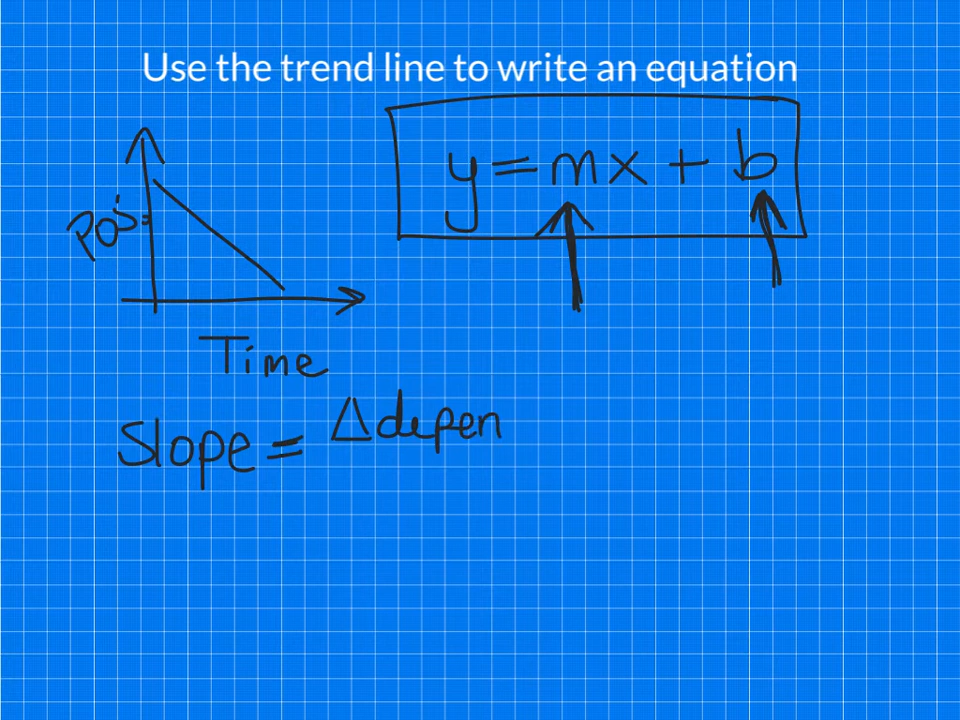 Use the trend line to write an equation
y = mx + b
Pos.
Time
Slope = Δdepen